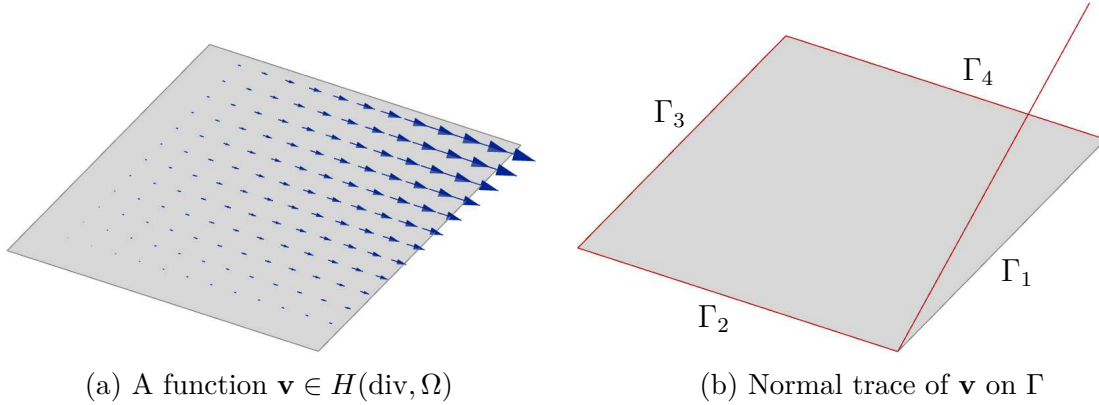 Γ₄
Γ₃
Γ₁
Γ₂
(a) A function v ∈ H(div, Ω)
(b) Normal trace of v on Γ